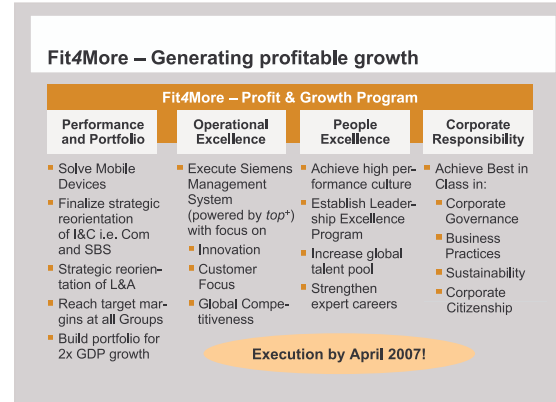 Fit4More – Generating profitable growth
Fit4More – Profit & Growth Program
Performance
and Portfolio
Solve Mobile
Devices
Finalize strategic
reorientation
of I&C i.e. Com
and SBS
Strategic reorien-
tation of L&A
Reach target mar-
gins at all Groups
Build portfolio for
2x GDP growth
Operational
Excellence
Execute Siemens
Management
System
(powered by top+)
with focus on
Innovation
Customer
Focus
Global Compe-
titiveness
People
Excellence
Achieve high per-
formance culture
Establish Leader-
ship Excellence
Program
Increase global
talent pool
Strengthen
expert careers
Corporate
Responsibility
Achieve Best in
Class in:
Corporate
Governance
Business
Practices
Sustainability
Corporate
Citizenship
Execution by April 2007!